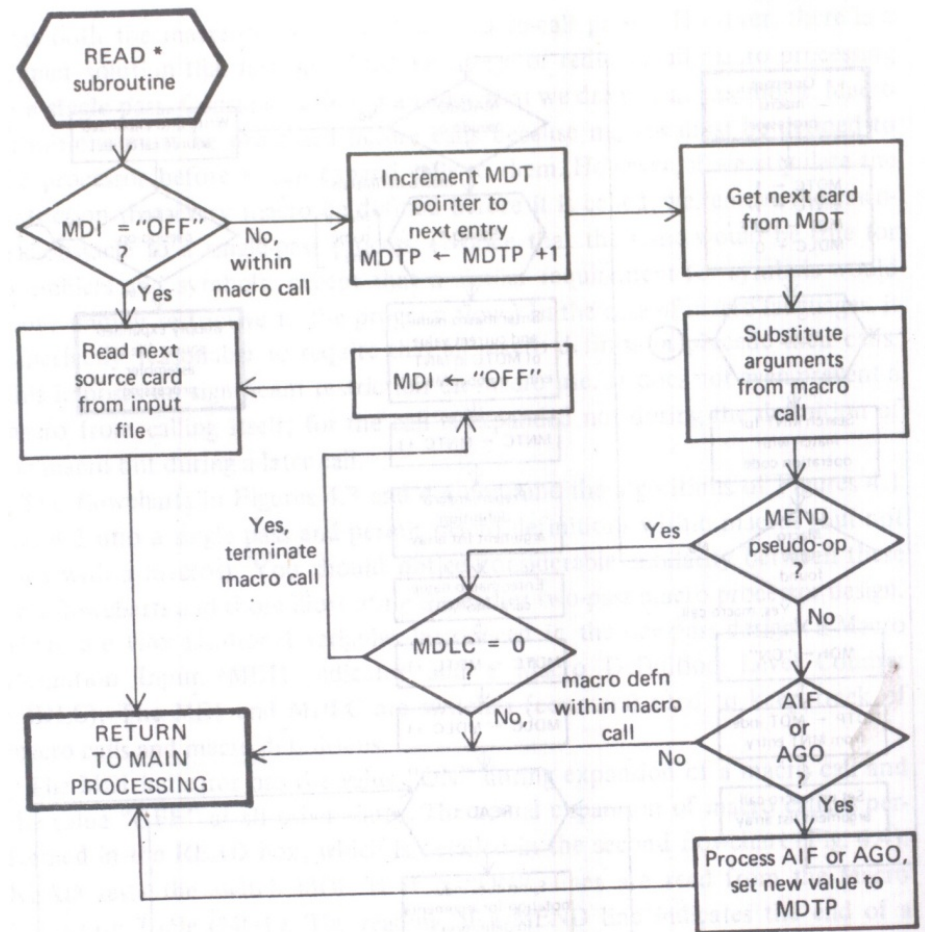 READ *
subroutine
MDI = "OFF"
?
No,
within
macro call
Yes
Increment MDT
pointer to
next entry
MDTP ← MDTP +1
Get next card
from MDT
Substitute
arguments
from macro
call
MEND
pseudo-op
?
Yes
No
MDLC = 0
?
Yes,
terminate
macro call
MDI ← "OFF"
Read next
source card
from input
file
No,
macro defn
within macro
call
AIF
or
AGO
?
No
Yes
Process AIF or AGO,
set new value to
MDTP
RETURN
TO MAIN
PROCESSING